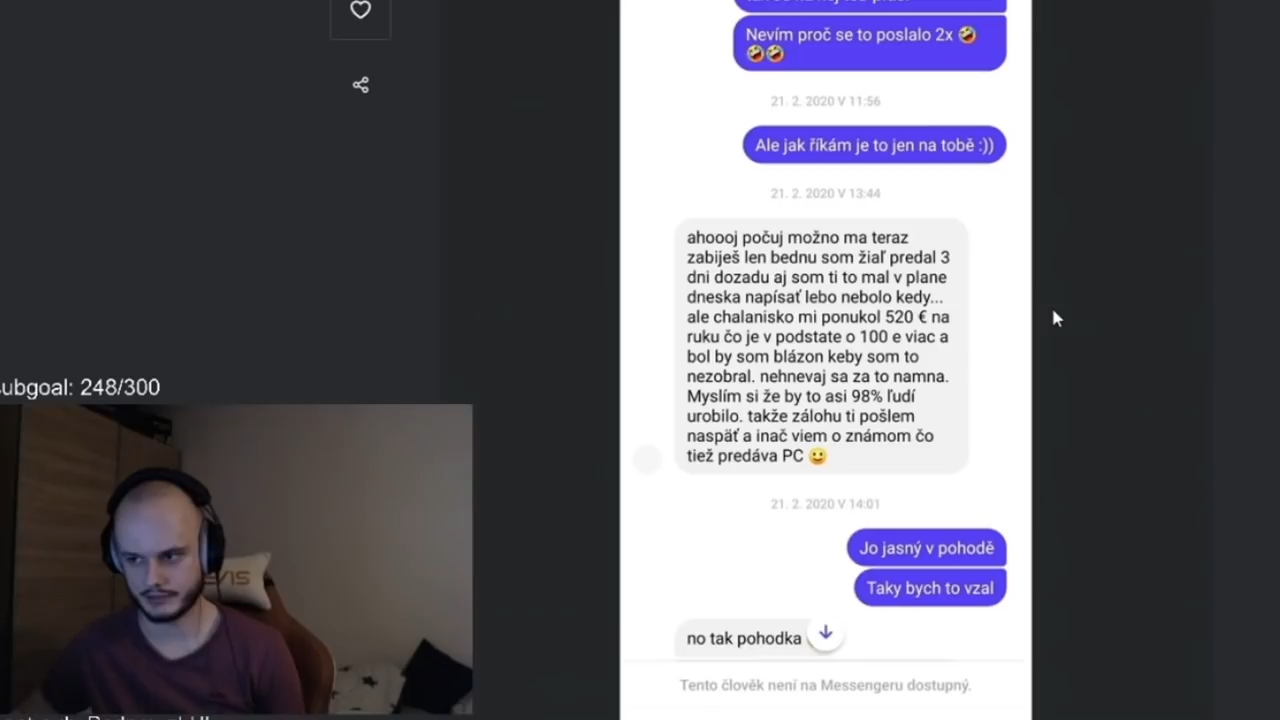 Nevím proč se to poslalo 2x 🤣
🤣🤣
21. 2. 2020 V 11:56
Ale jak říkám je to jen na tobě :))
21. 2. 2020 V 13:44
ahoooj počuj možno ma teraz
zabiješ len bednu som žiaľ predal 3
dni dozadu aj som ti to mal v plane
dneska napísať lebo nebolo kedy...
ale chalanisko mi ponukol 520 € na
ruku čo je v podstate o 100 e viac a
bol by som blázon keby som to
nezobral. nehnevaj sa za to namna.
Myslím si že by to asi 98% ľudí
urobilo. takže zálohu ti pošlem
naspäť a inač viem o známom čo
tiež predáva PC 😀
21. 2. 2020 V 14:01
Jo jasný v pohodě
Taky bych to vzal
no tak pohodka
Tento člověk není na Messengeru dostupný.
subgoal: 248/300